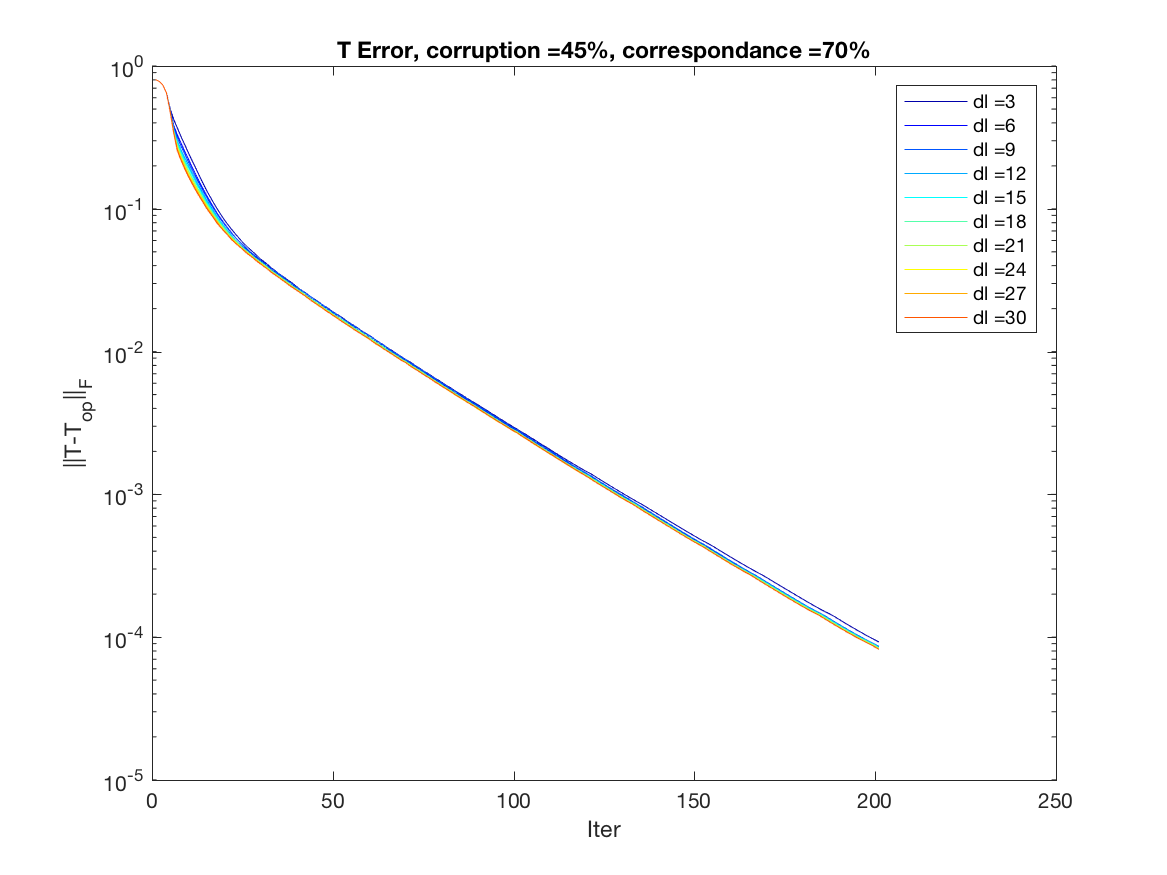 T Error, corruption =45%, correspondance =70%
10^0
10^-1
10^-2
10^-3
10^-4
10^-5
||T-T_op||_F
0 50 100 150 200 250
Iter
dl =3
dl =6
dl =9
dl =12
dl =15
dl =18
dl =21
dl =24
dl =27
dl =30